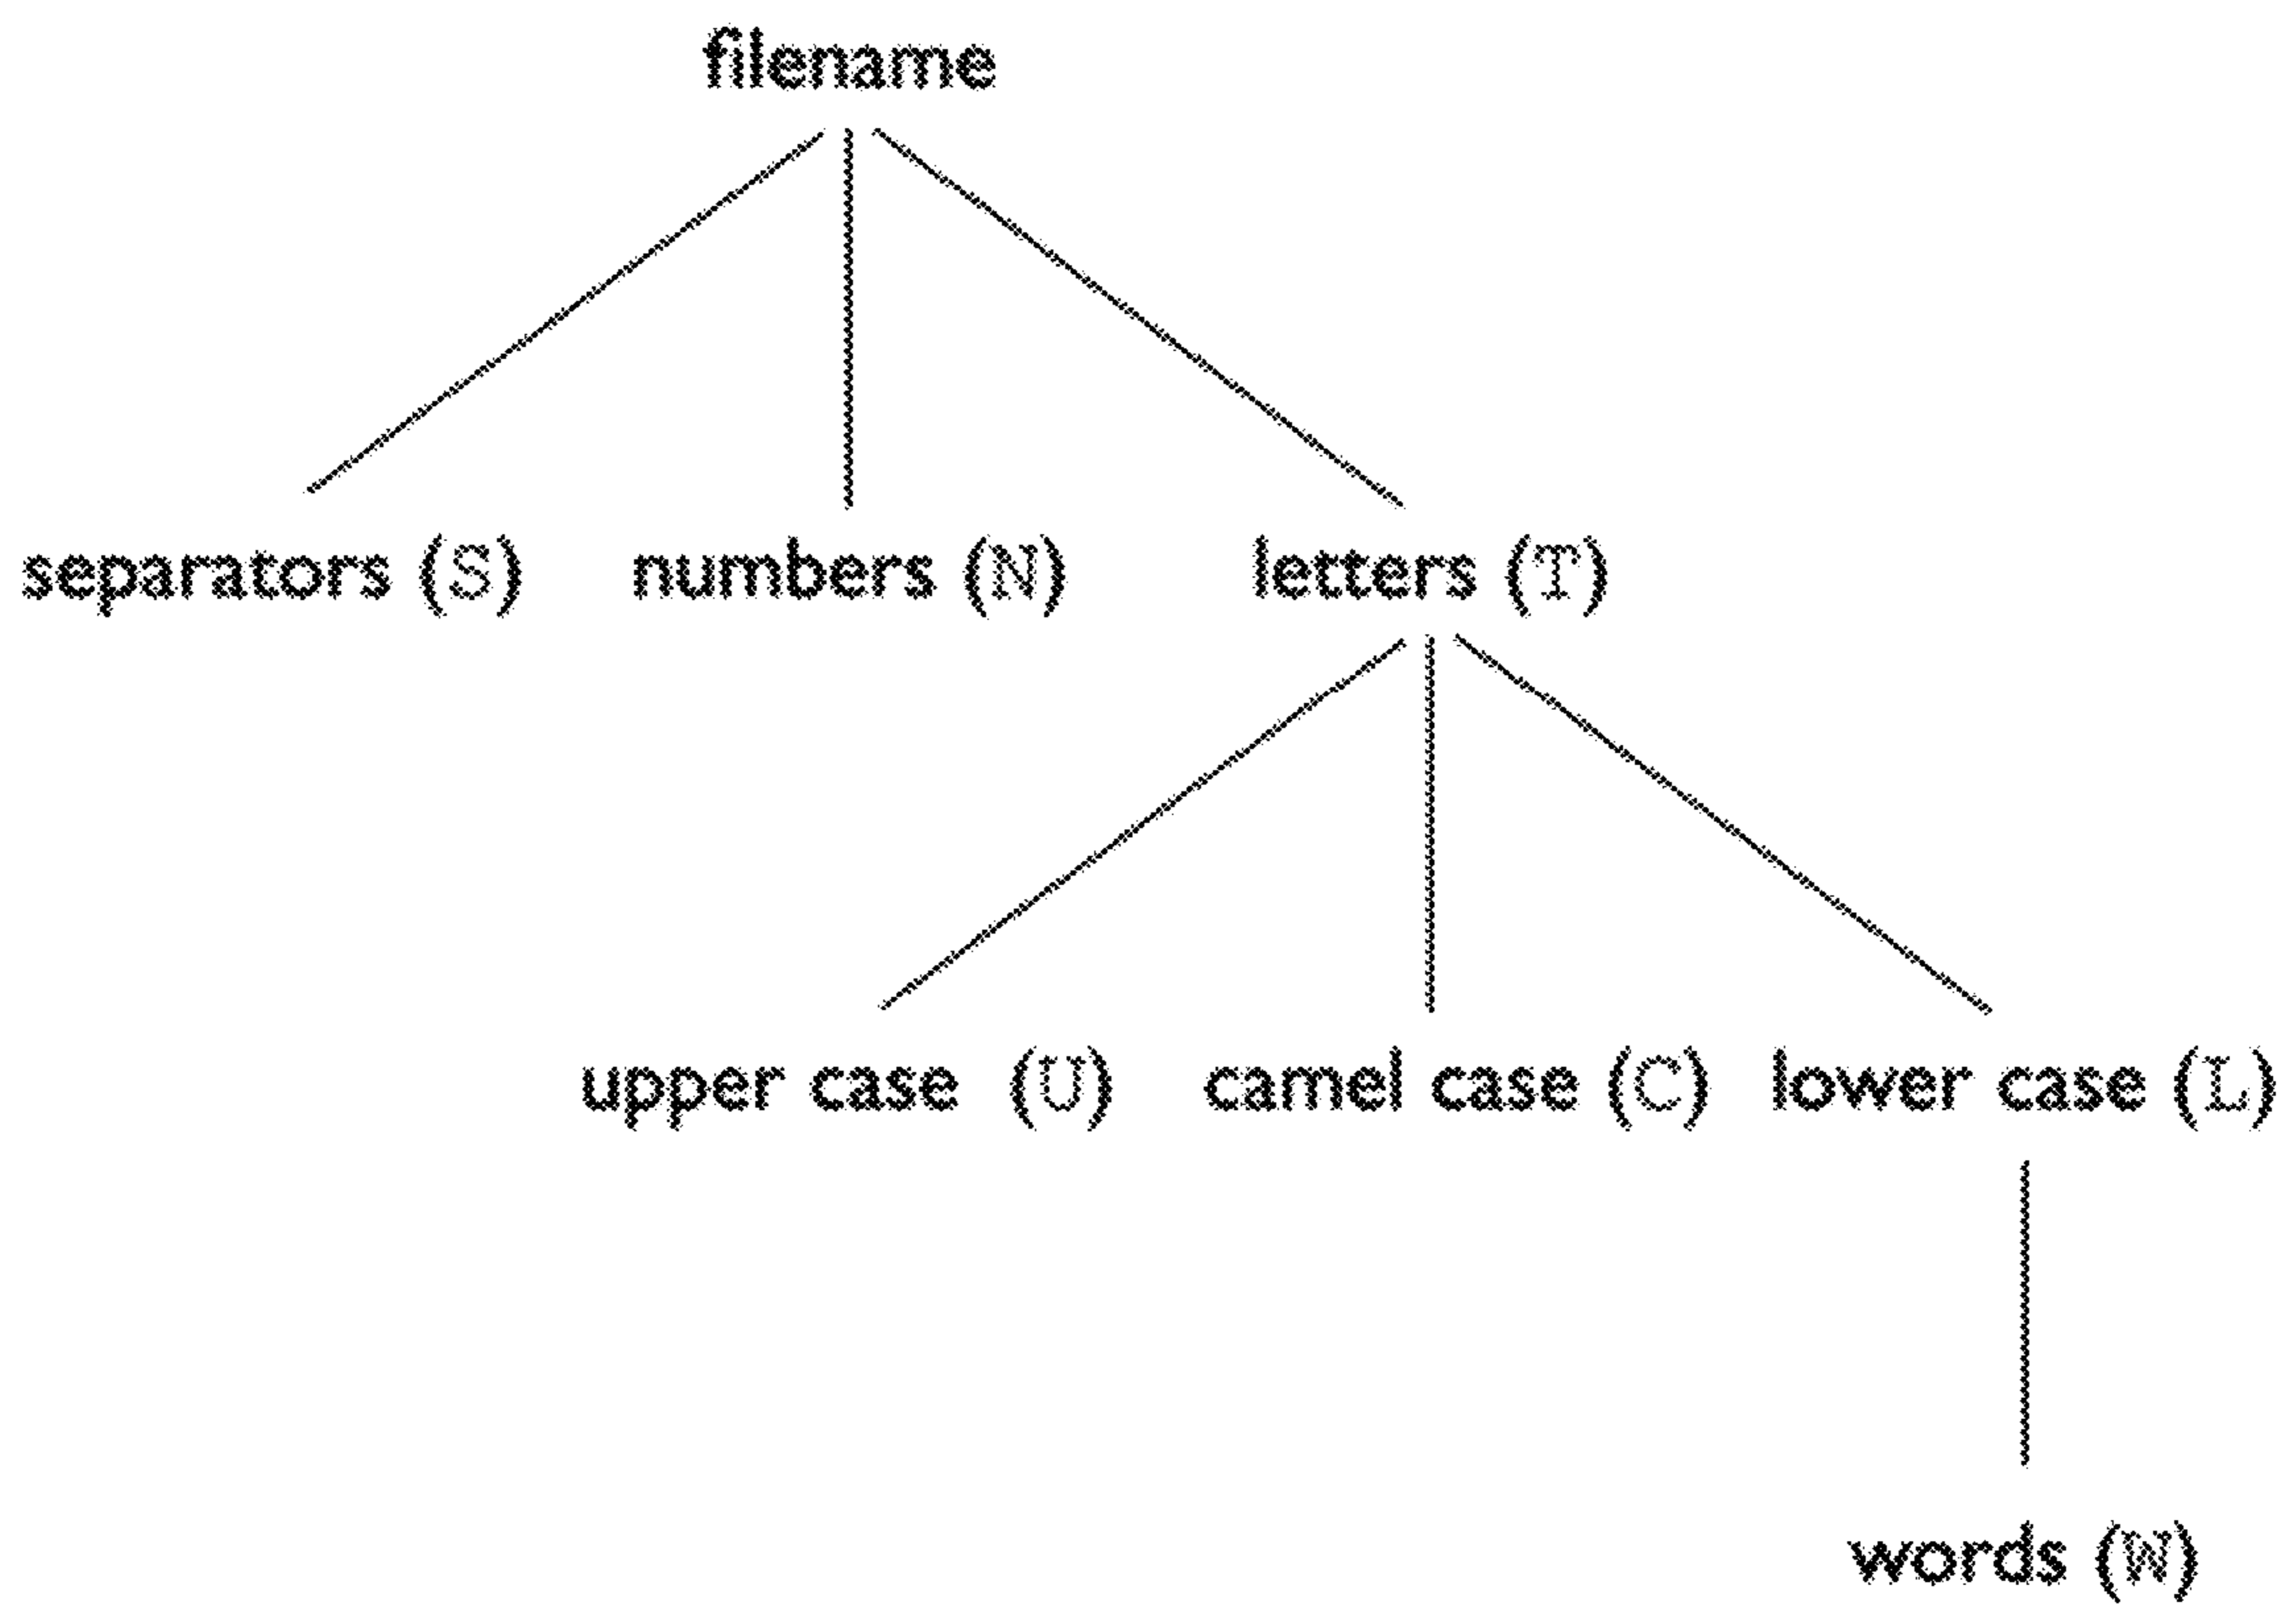 filename
separators (S) numbers (N) letters (T)
upper case (U) camel case (C) lower case (L)
words (W)